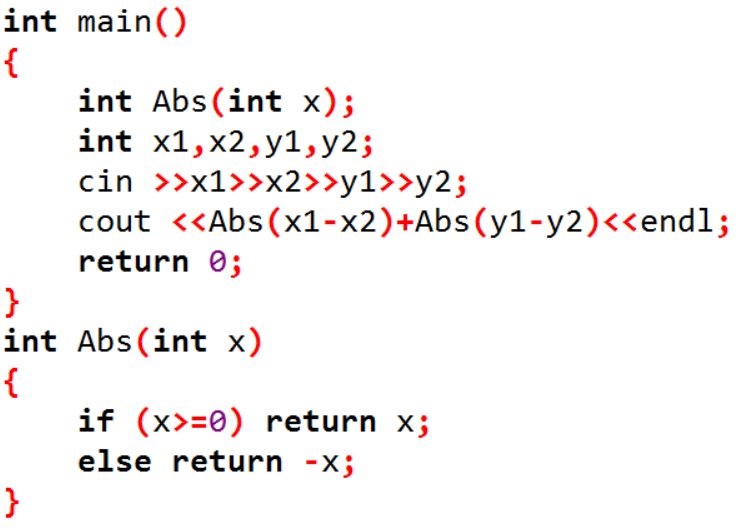 int main()
{
    int Abs(int x);
    int x1,x2,y1,y2;
    cin >>x1>>x2>>y1>>y2;
    cout <<Abs(x1-x2)+Abs(y1-y2)<<endl;
    return 0;
}
int Abs(int x)
{
    if (x>=0) return x;
    else return -x;
}